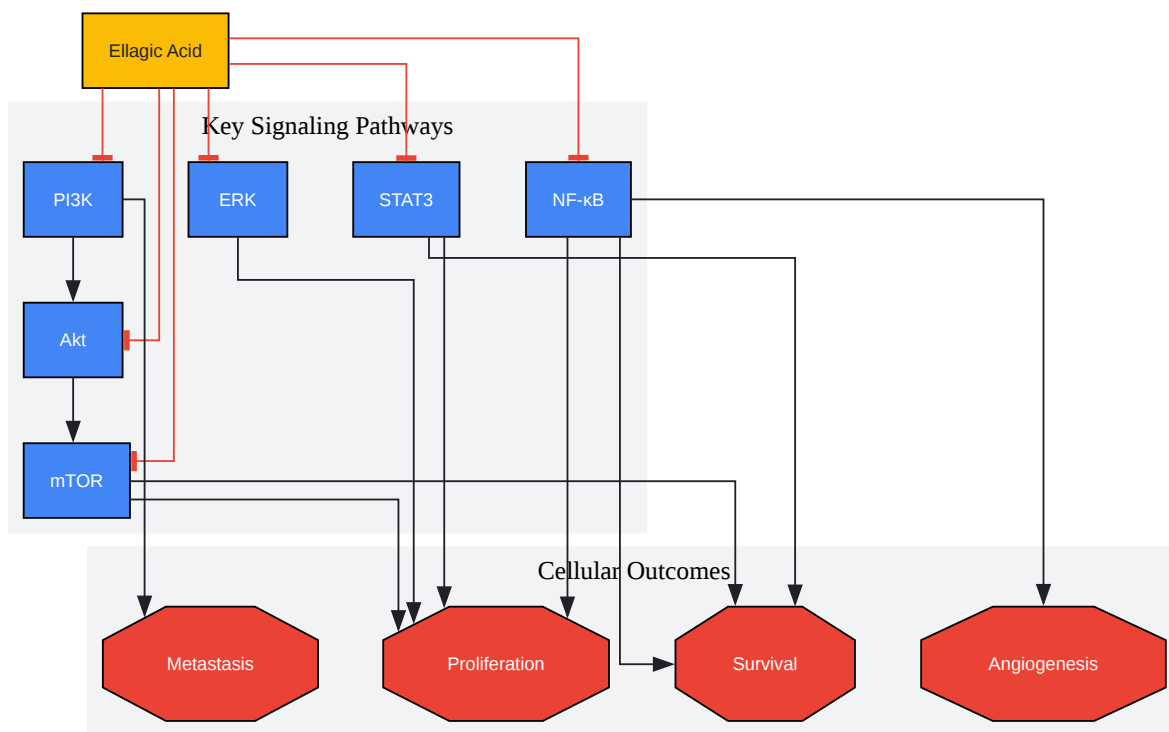 Ellagic Acid
Key Signaling Pathways
PI3K
ERK
STAT3
NF-κB
Akt
mTOR
Cellular Outcomes
Metastasis
Proliferation
Survival
Angiogenesis